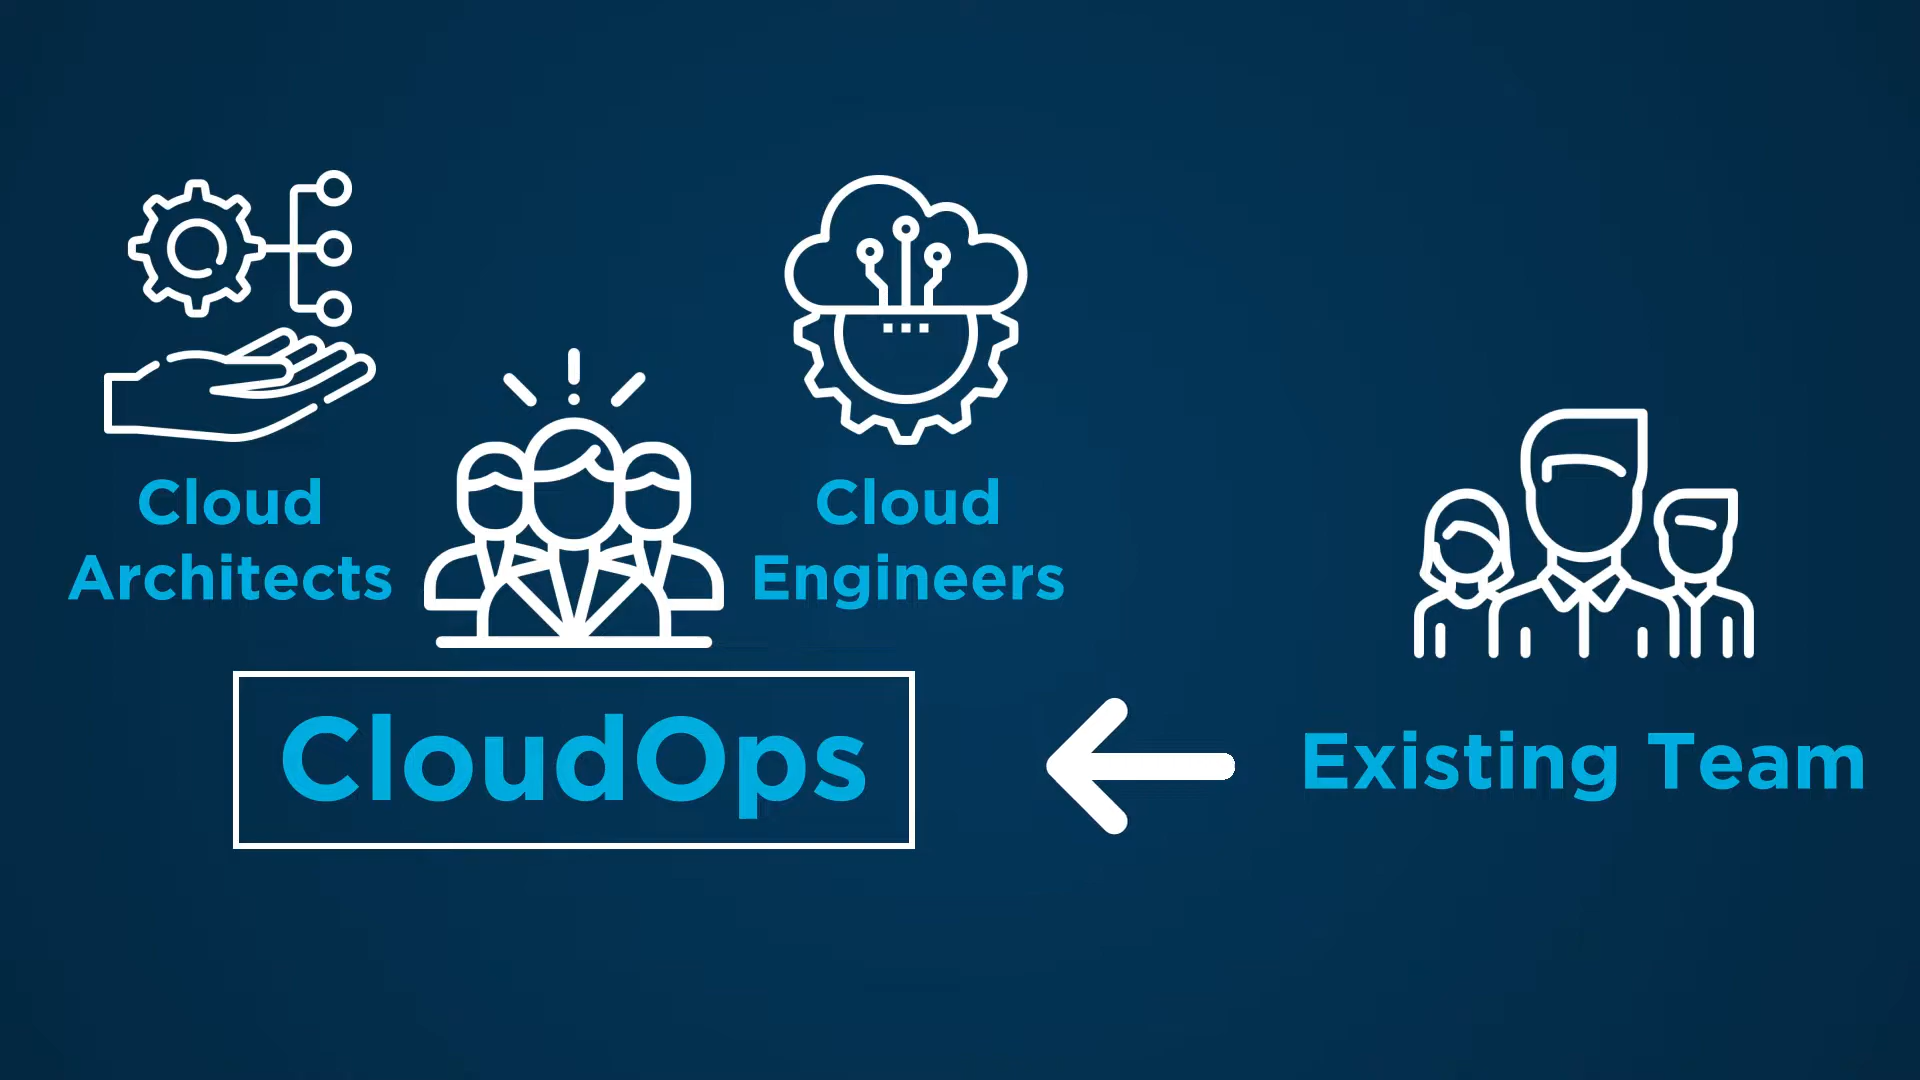 Cloud
Architects
Cloud
Engineers
CloudOps
Existing Team